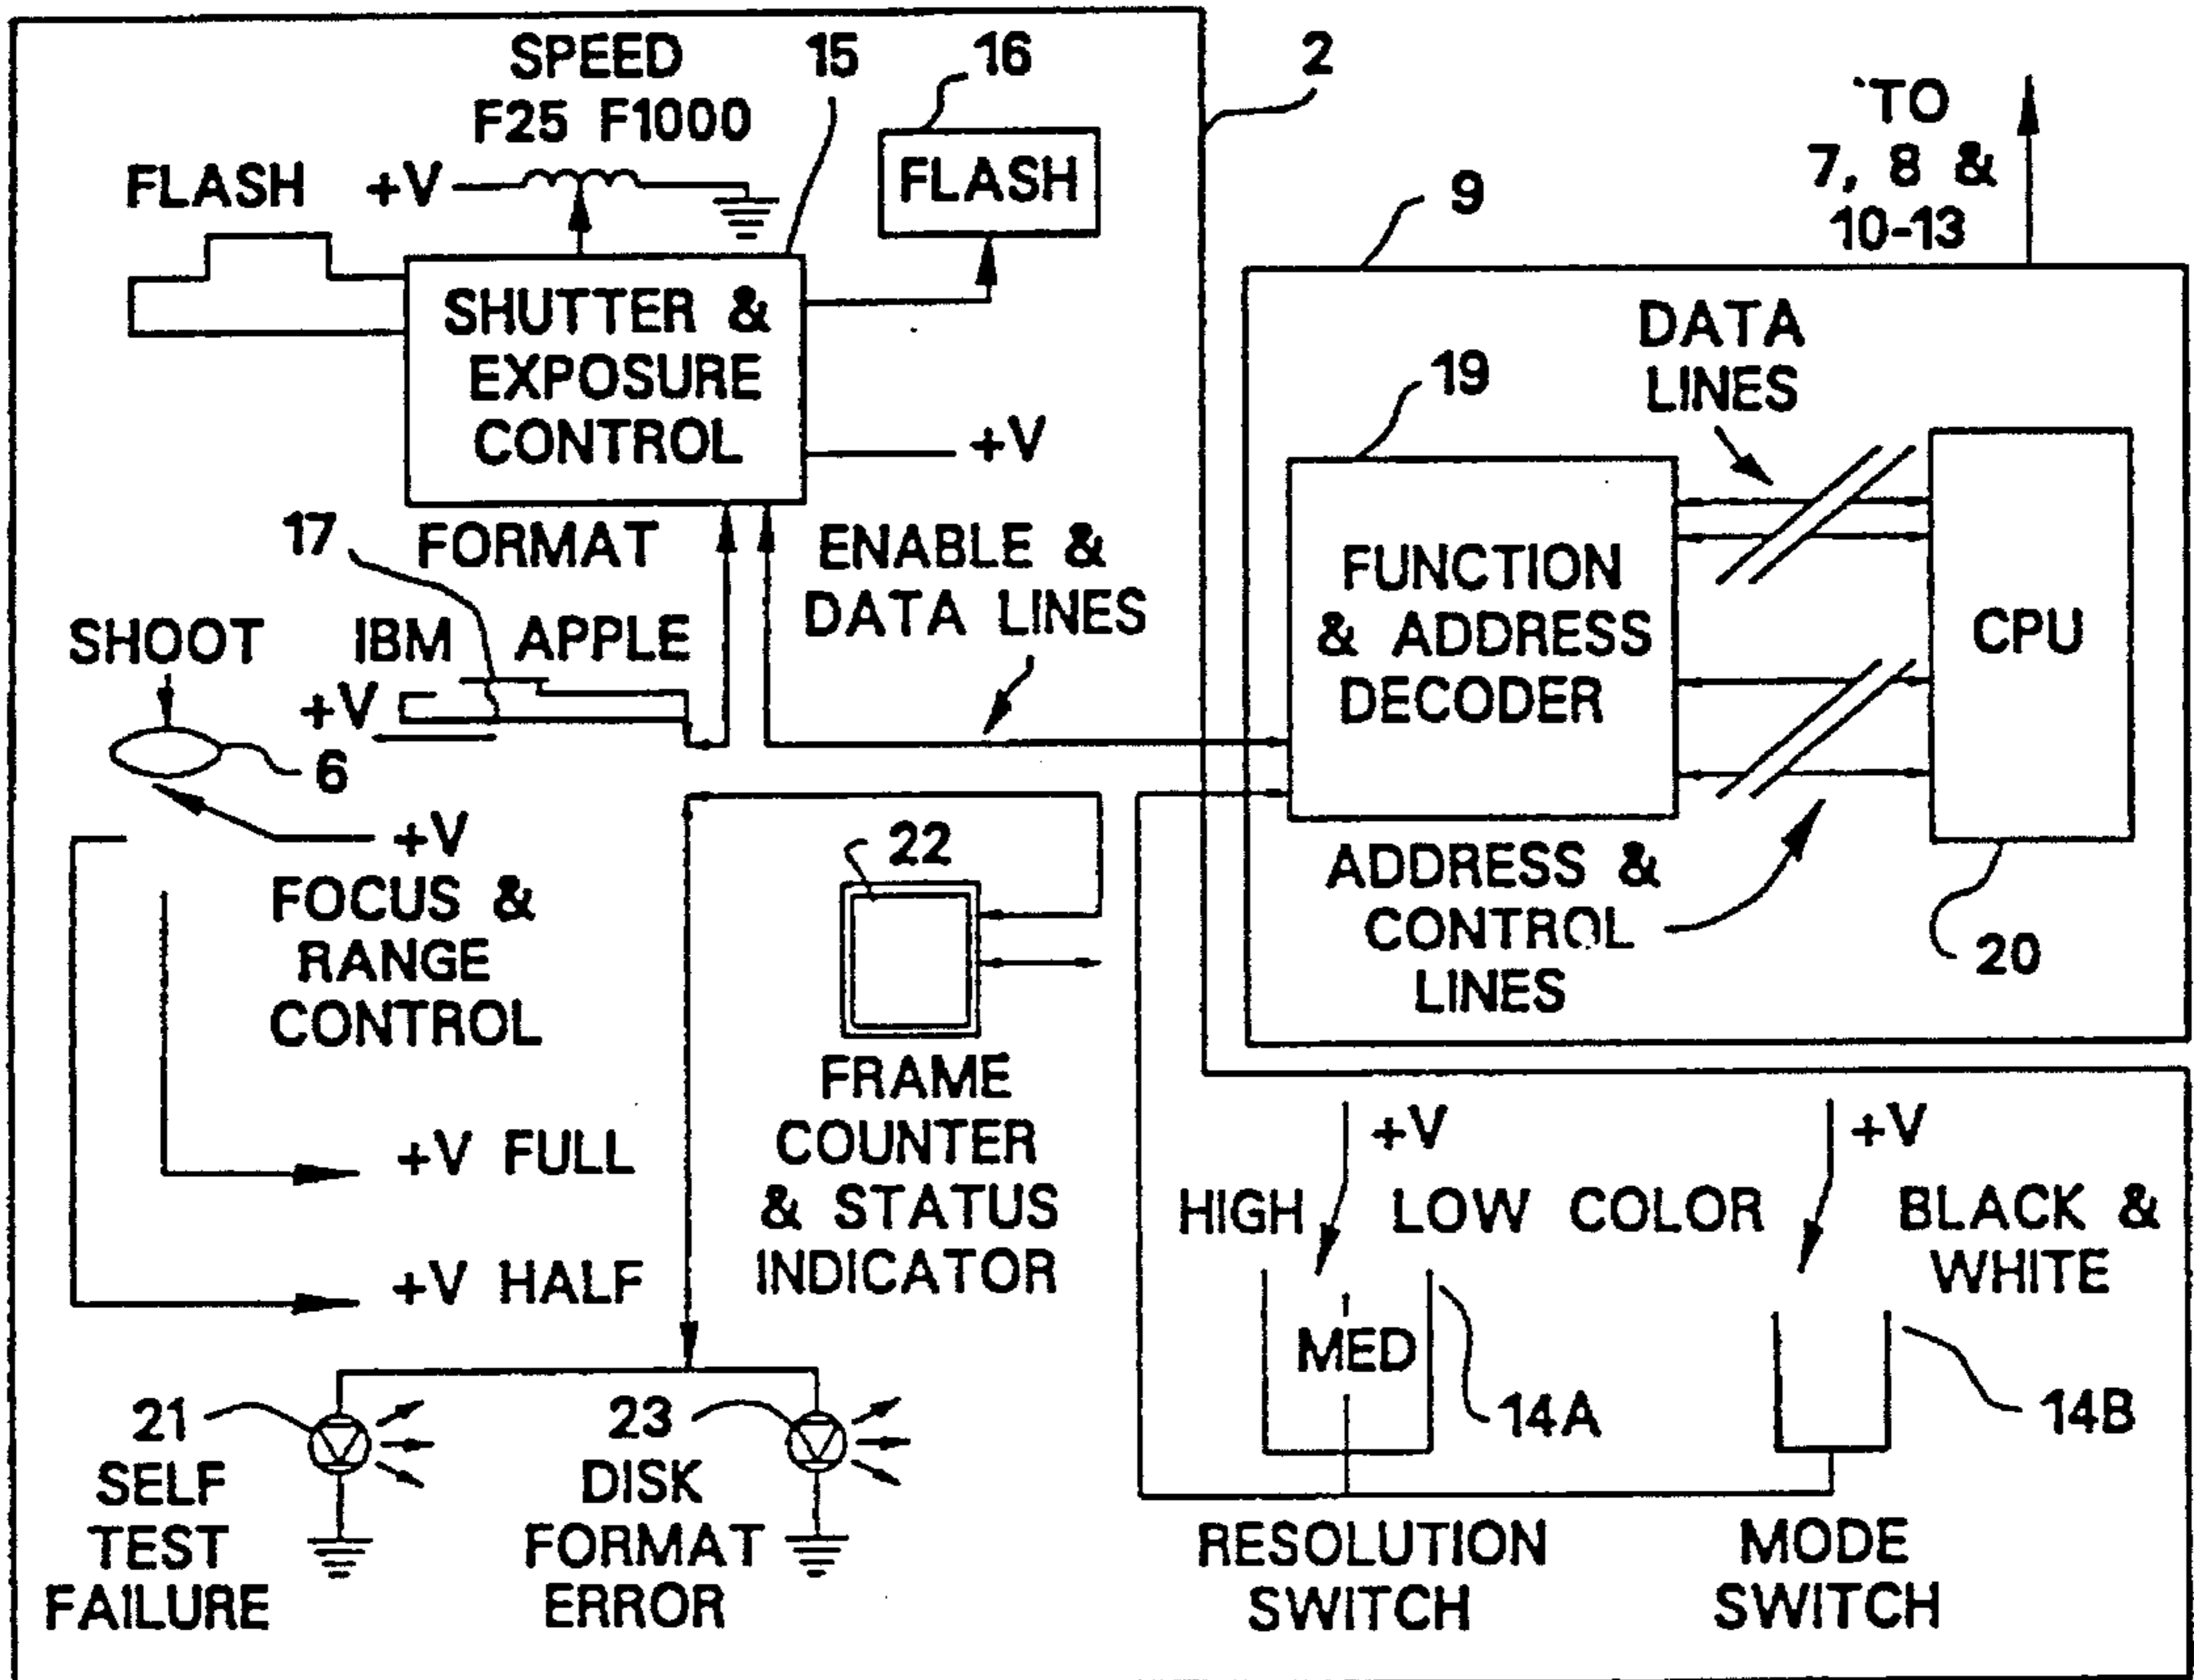 SPEED
F25 F1000
15
16
2
TO
7, 8 &
10-13
FLASH
+V
FLASH
9
SHUTTER &
EXPOSURE
CONTROL
+V
DATA
LINES
19
17
FORMAT
IBM APPLE
ENABLE &
DATA LINES
FUNCTION
& ADDRESS
DECODER
CPU
SHOOT
+V
6
+V
FOCUS &
RANGE
CONTROL
22
ADDRESS &
CONTROL
LINES
20
FRAME
COUNTER
& STATUS
INDICATOR
+V FULL
+V HALF
+V
+V
HIGH
LOW
COLOR
BLACK &
WHITE
MED
14A
14B
21
SELF
TEST
FAILURE
23
DISK
FORMAT
ERROR
RESOLUTION
SWITCH
MODE
SWITCH